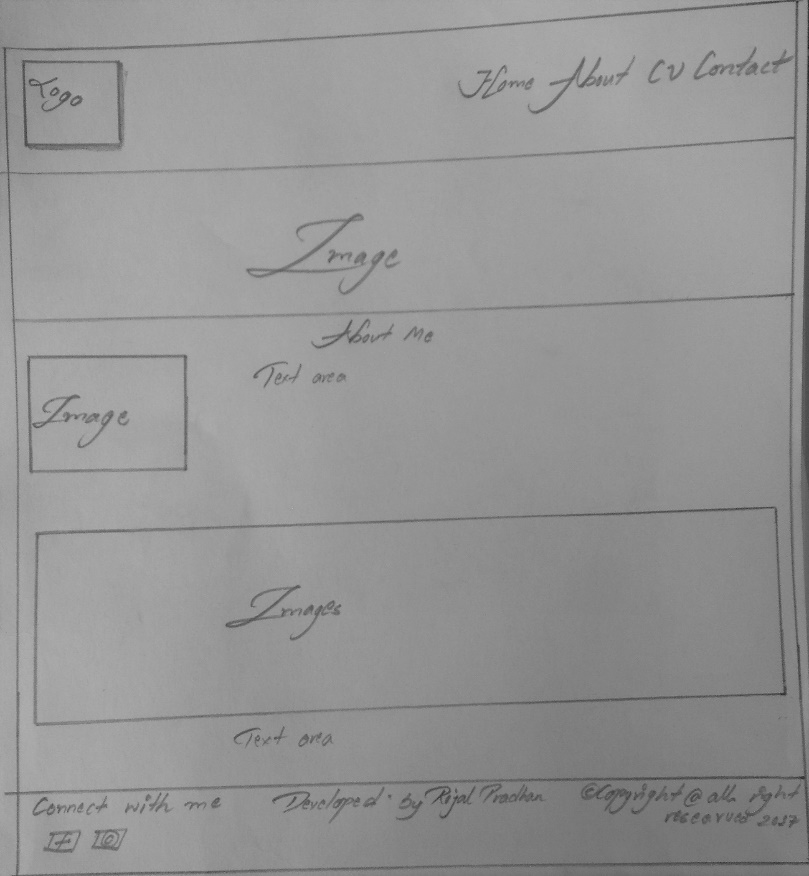 Logo
Home About CV Contact
Image
About Me
Text area
Image
Images
Text area
Connect with me
Developed by Rijal Pradhan
©Copyright @ all right
reserved 2017
f